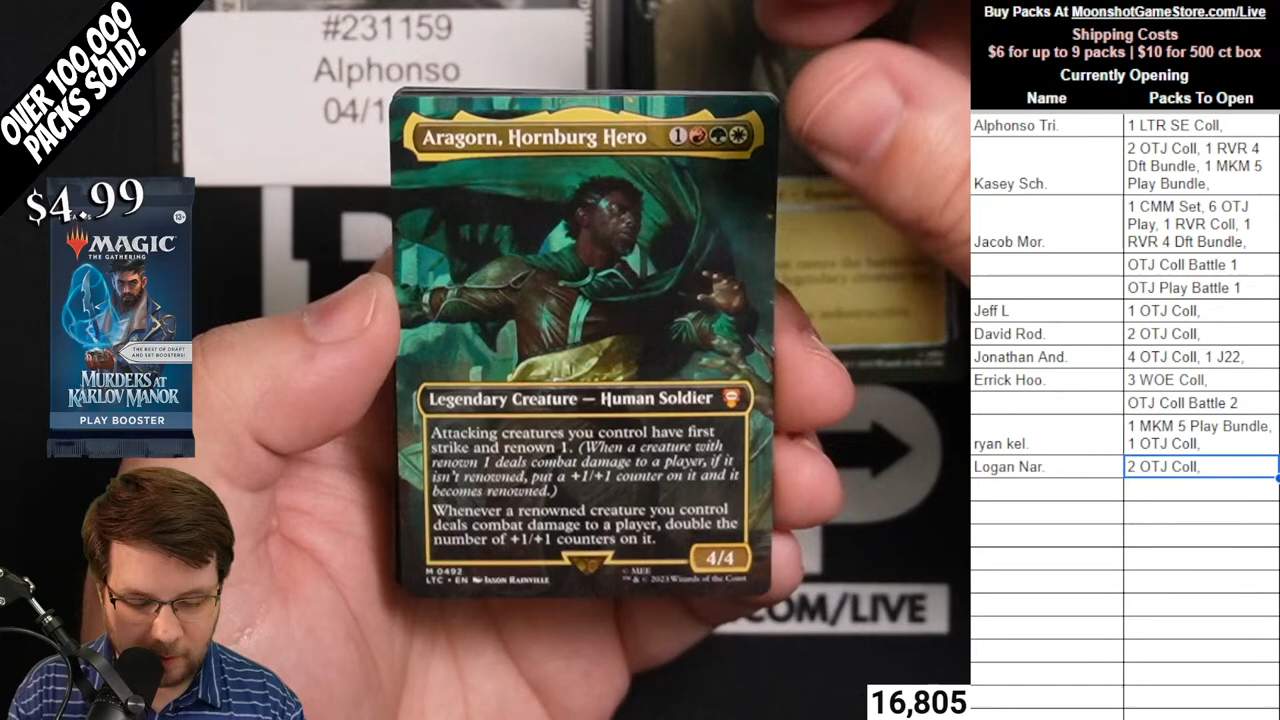 OVER 100,000
PACKS SOLD!
$4.99
MAGIC
THE GATHERING
13+
THE BEST OF DRAFT
AND SET BOOSTERS!
MURDERS AT
KARLOV MANOR
PLAY BOOSTER
#231159
Alphonso
04/1
Aragorn, Hornburg Hero 1
Legendary Creature — Human Soldier
Attacking creatures you control have first
strike and renown 1. (When a creature with
renown 1 deals combat damage to a player, if it
isn't renowned, put a +1/+1 counter on it and it
becomes renowned.)
Whenever a renowned creature you control
deals combat damage to a player, double the
number of +1/+1 counters on it.
4/4
M 0492
LTC • EN Jason Rainville
© MEE
™ & © 2023 Wizards of the Coast
COM/LIVE
16,805
Buy Packs At MoonshotGameStore.com/Live
Shipping Costs
$6 for up to 9 packs | $10 for 500 ct box
Currently Opening
Name Packs To Open
Alphonso Tri. 1 LTR SE Coll,
2 OTJ Coll, 1 RVR 4
Dft Bundle, 1 MKM 5
Kasey Sch. Play Bundle,
1 CMM Set, 6 OTJ
Play, 1 RVR Coll, 1
Jacob Mor. RVR 4 Dft Bundle,
OTJ Coll Battle 1
OTJ Play Battle 1
Jeff L 1 OTJ Coll,
David Rod. 2 OTJ Coll,
Jonathan And. 4 OTJ Coll, 1 J22,
Errick Hoo. 3 WOE Coll,
OTJ Coll Battle 2
1 MKM 5 Play Bundle,
ryan kel. 1 OTJ Coll,
Logan Nar. 2 OTJ Coll,